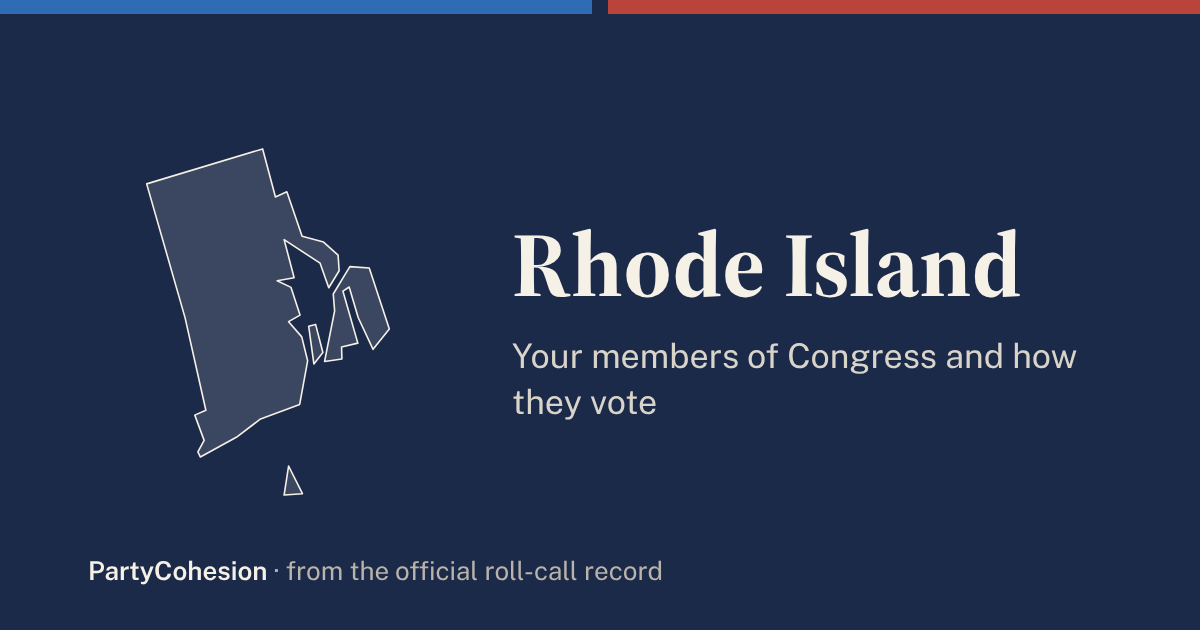 Rhode Island
Your members of Congress and how
they vote
PartyCohesion · from the official roll-call record